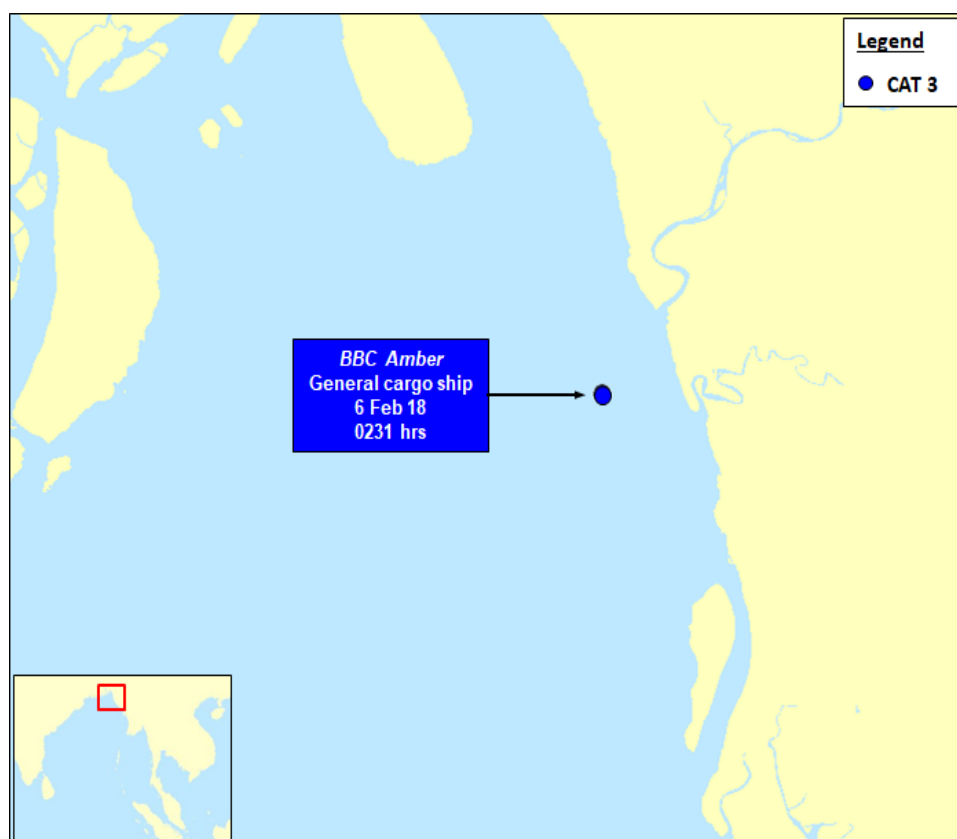 Legend
CAT 3
BBC Amber
General cargo ship
6 Feb 18
0231 hrs